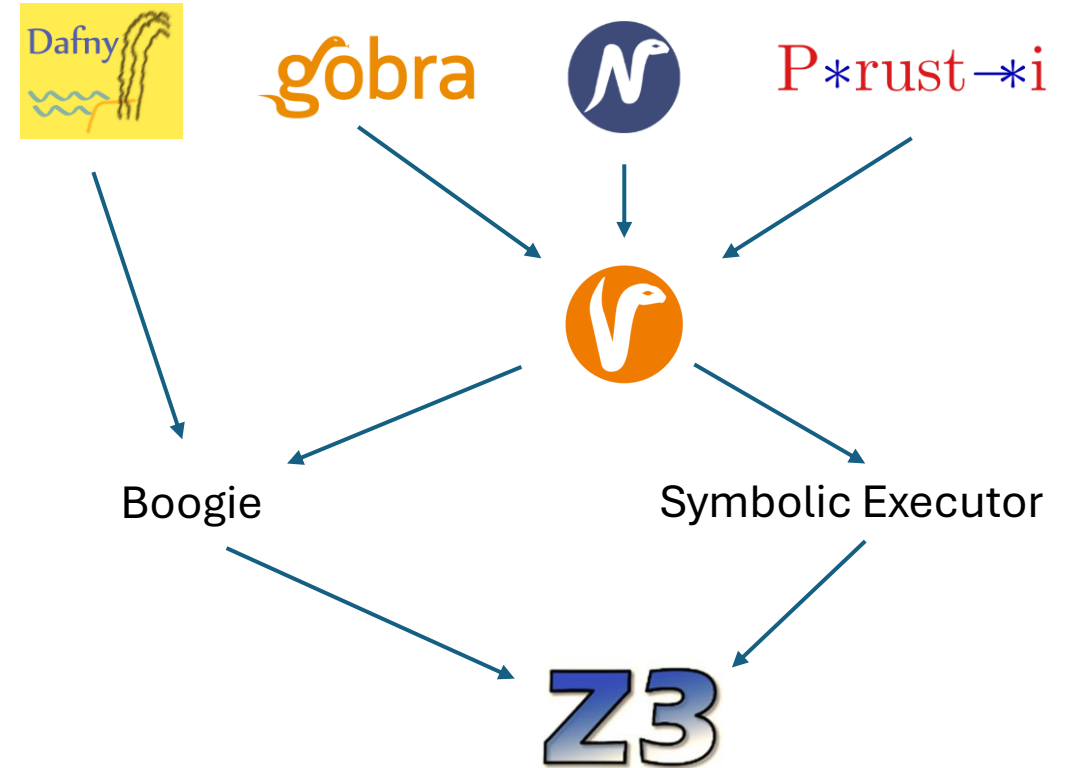 Dafny
gobra
N
P*rust-*i
V
Boogie
Symbolic Executor
Z3